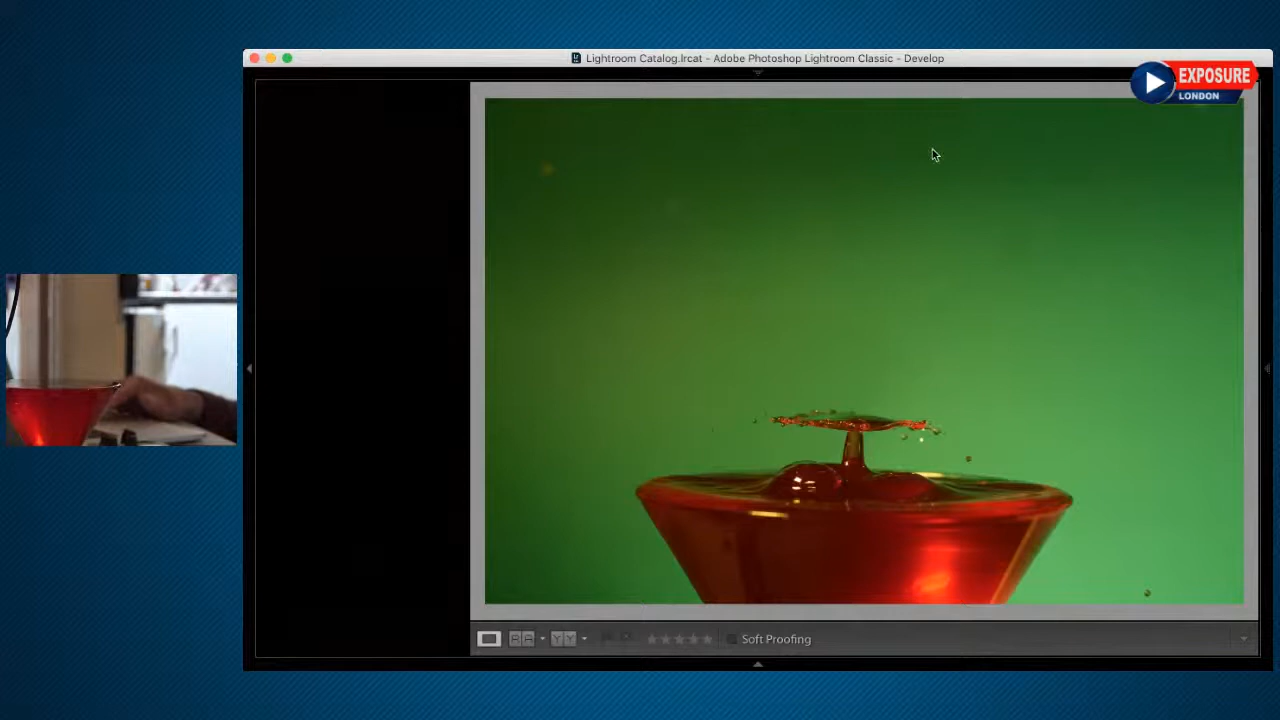 Lightroom Catalog.lrcat - Adobe Photoshop Lightroom Classic - Develop
EXPOSURE
LONDON
R A
Y Y
Soft Proofing